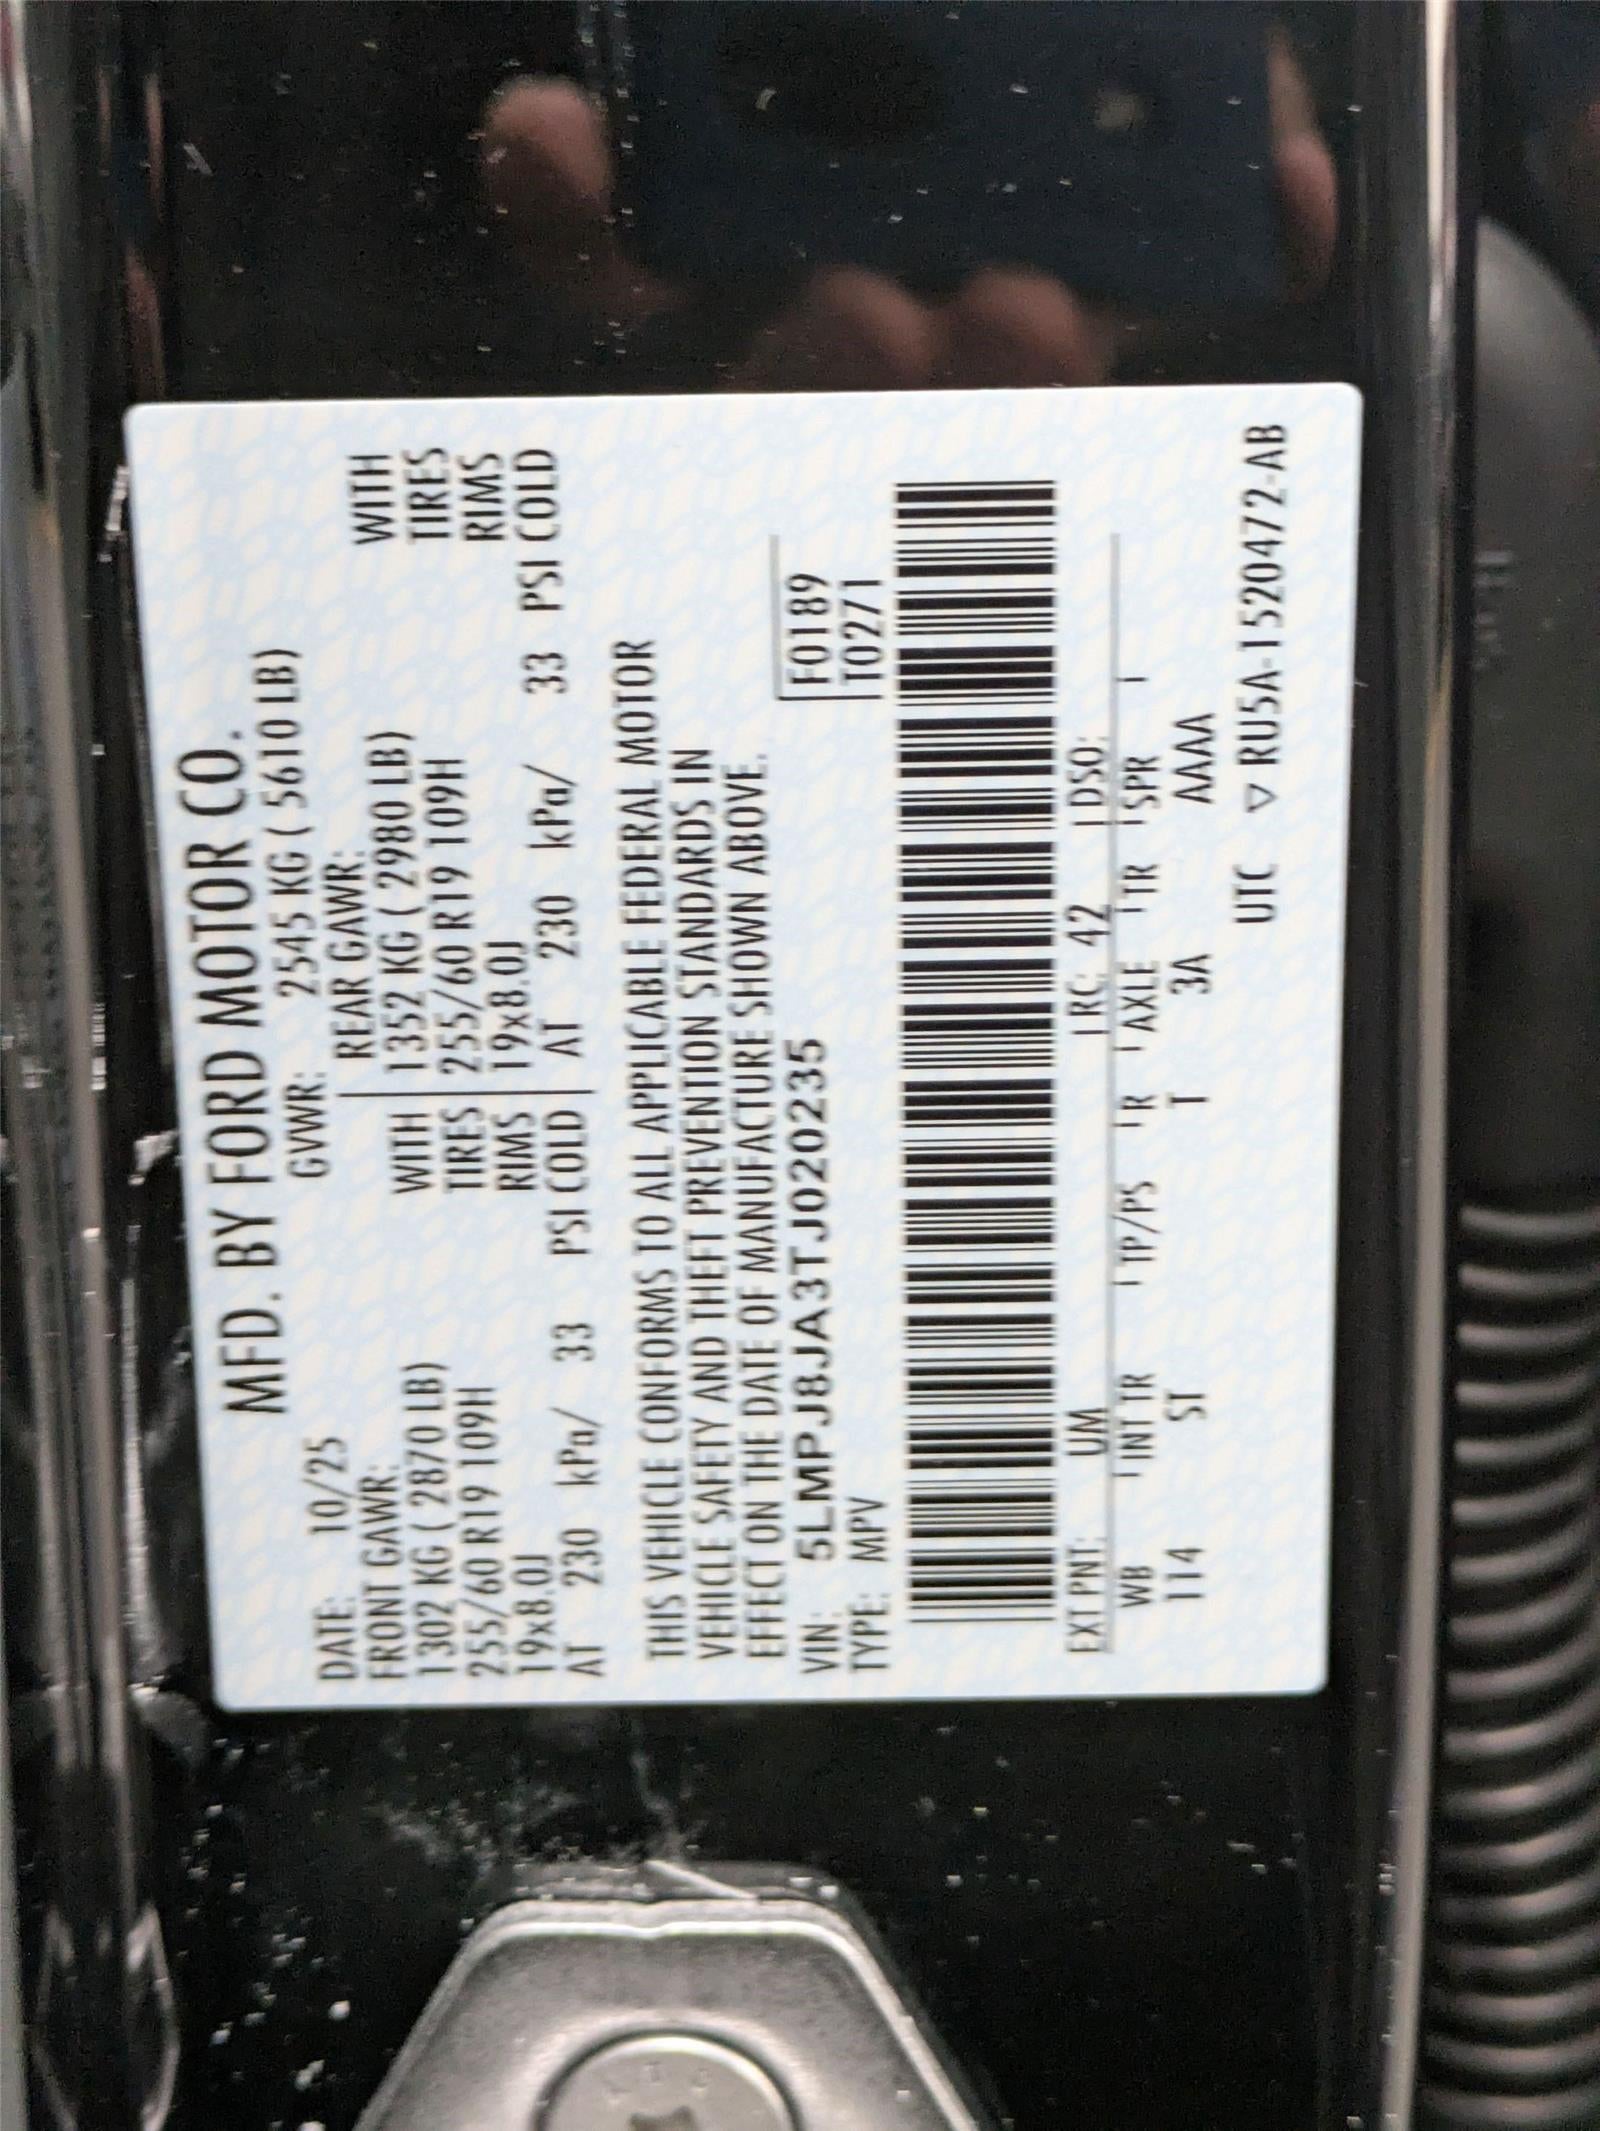 MFD. BY FORD MOTOR CO.
DATE: 10/25 GVWR: 2545 KG ( 5610 LB)
FRONT GAWR: REAR GAWR:
1302 KG ( 2870 LB) WITH 1352 KG ( 2980 LB) WITH
255/60 R19 109H TIRES 255/60 R19 109H TIRES
19x8.0J RIMS 19x8.0J RIMS
AT 230 kPa/ 33 PSI COLD AT 230 kPa/ 33 PSI COLD
THIS VEHICLE CONFORMS TO ALL APPLICABLE FEDERAL MOTOR
VEHICLE SAFETY AND THEFT PREVENTION STANDARDS IN
EFFECT ON THE DATE OF MANUFACTURE SHOWN ABOVE.
VIN: 5LMPJ8JA3TJ020235 F0189
TYPE: MPV T0271
EXT PNT: UM RC: 42 DSO:
WB INT TR TP/PS R AXLE TR SPR
114 ST T 3A AAAA
UTC ▽ RU5A-1520472-AB